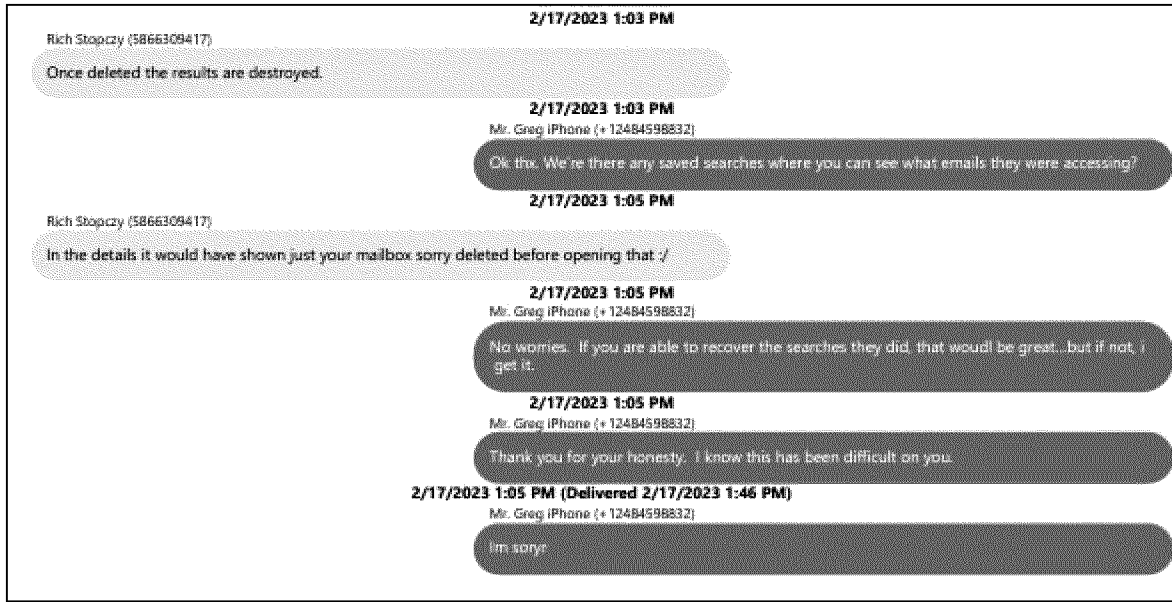 2/17/2023 1:03 PM
Rich Stopczy (5866309417)
Once deleted the results are destroyed.
2/17/2023 1:03 PM
Mr. Greg iPhone (+12484598832)
Ok thx. We're there any saved searches where you can see what emails they were accessing?
2/17/2023 1:05 PM
Rich Stopczy (5866309417)
In the details it would have shown just your mailbox sorry deleted before opening that :/
2/17/2023 1:05 PM
Mr. Greg iPhone (+12484598832)
No worries. If you are able to recover the searches they did, that woudl be great...but if not, i
get it.
2/17/2023 1:05 PM
Mr. Greg iPhone (+12484598832)
Thank you for your honesty. I know this has been difficult on you.
2/17/2023 1:05 PM (Delivered 2/17/2023 1:46 PM)
Mr. Greg iPhone (+12484598832)
Im soryr